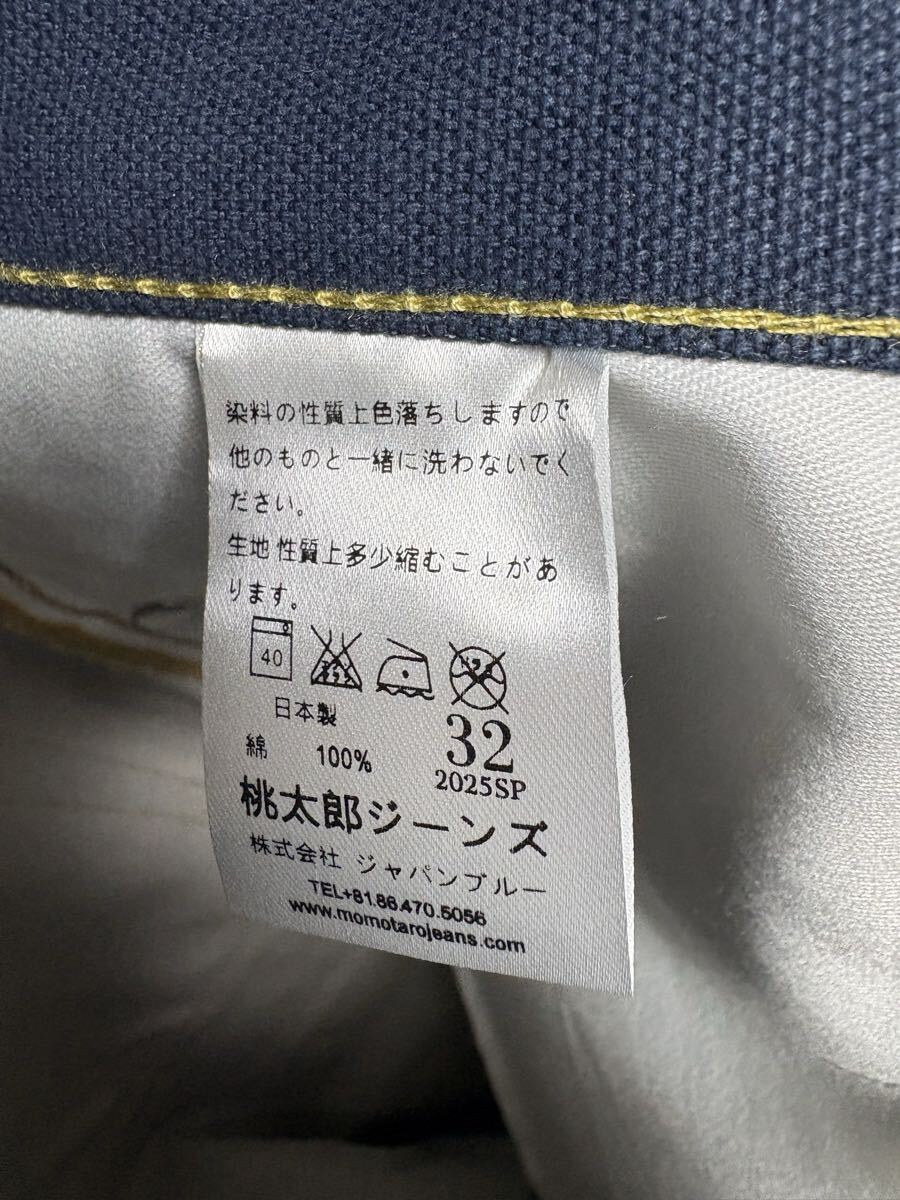 染料の性質上色落ちしますので
他のものと一緒に洗わないでく
ださい。
生地 性質上多少縮むことがあ
ります。
40
日本製
綿 100%
32
2025SP
桃太郎ジーンズ
株式会社 ジャパンブルー
TEL+81.86.470.5056
www.momotarojeans.com